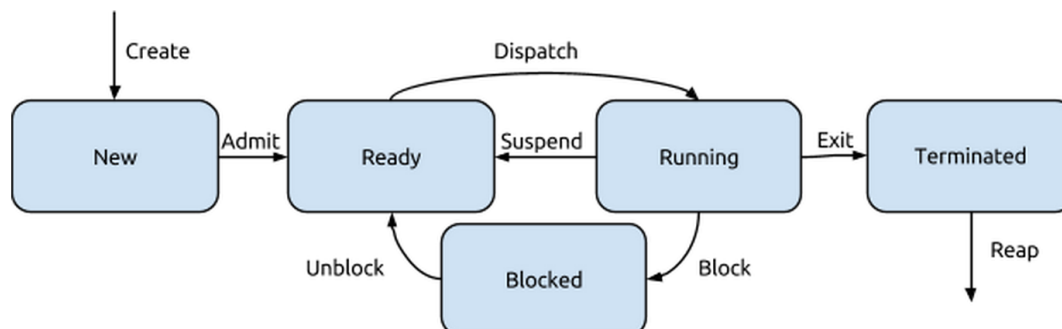 Create
Dispatch
New
Admit
Ready
Suspend
Running
Exit
Terminated
Unblock
Blocked
Block
Reap